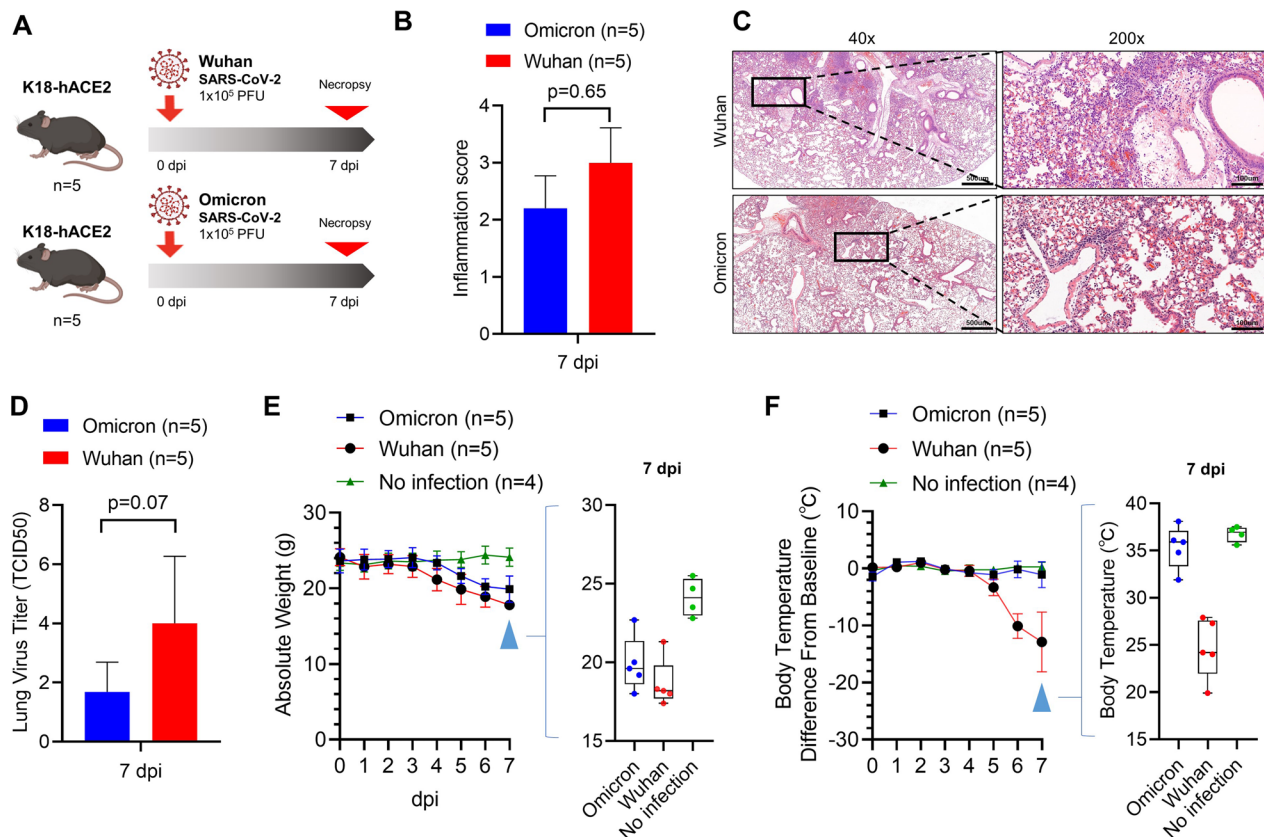 A
K18-hACE2
n=5
Wuhan
SARS-CoV-2
1x10⁵ PFU
Necropsy
0 dpi
7 dpi
K18-hACE2
n=5
Omicron
SARS-CoV-2
1x10⁵ PFU
Necropsy
0 dpi
7 dpi
B
Omicron (n=5)
Wuhan (n=5)
p=0.65
Inflammation score
4
3
2
1
0
7 dpi
C
40x
200x
Wuhan
500um
100um
Omicron
500um
100um
D
Omicron (n=5)
Wuhan (n=5)
p=0.07
Lung Virus Titer (TCID50)
8
6
4
2
0
7 dpi
E
Omicron (n=5)
Wuhan (n=5)
No infection (n=4)
Absolute Weight (g)
30
20
10
0
0 1 2 3 4 5 6 7
dpi
7 dpi
30
25
20
15
Omicron
Wuhan
No infection
F
Omicron (n=5)
Wuhan (n=5)
No infection (n=4)
Body Temperature
Difference From Baseline (°C)
10
0
-10
-20
-30
0 1 2 3 4 5 6 7
7 dpi
Body Temperature (°C)
40
35
30
25
20
15
Omicron
Wuhan
No infection